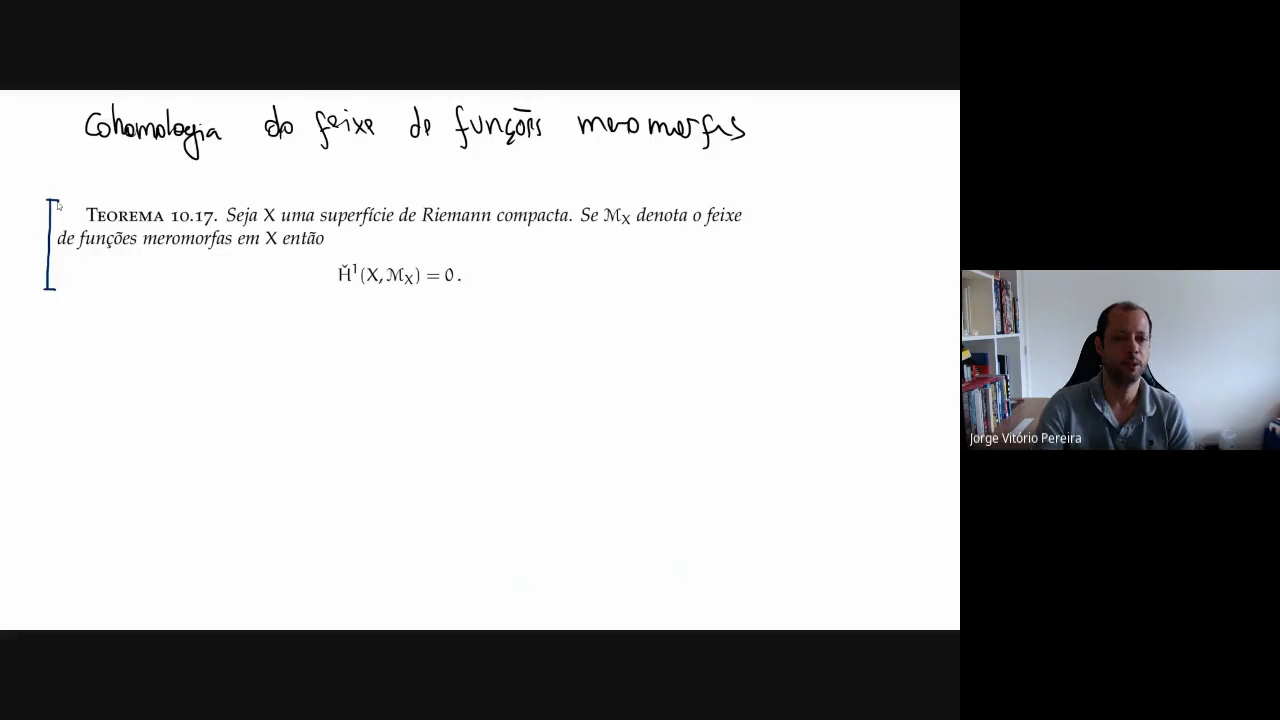 Cohomologia do feixe de funções meromorfas
TEOREMA 10.17. Seja X uma superfície de Riemann compacta. Se ℳ_X denota o feixe
de funções meromorfas em X então
Ȟ¹(X, ℳ_X) = 0.
Jorge Vitório Pereira